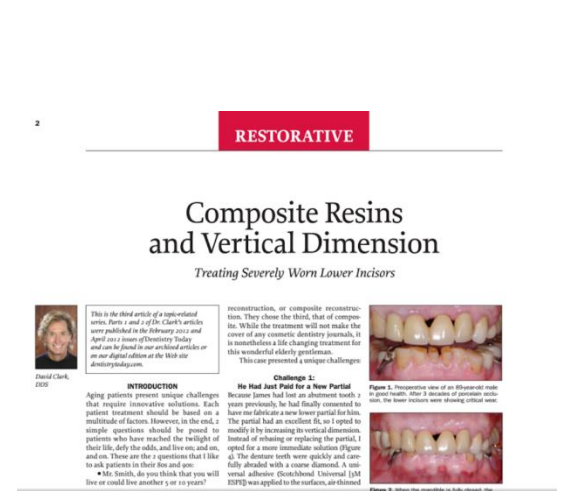 2
RESTORATIVE
Composite Resins
and Vertical Dimension
Treating Severely Worn Lower Incisors
David Clark,
DDS
This is the third article of a topic-related
series. Parts 1 and 2 of Dr. Clark's articles
were published in the February 2012 and
April 2012 issues of Dentistry Today
and can be found in our archived articles or
on our digital edition at the Web site
dentistrytoday.com.
INTRODUCTION
Aging patients present unique challenges
that require innovative solutions. Each
patient treatment should be based on a
multitude of factors. However, in the end, 2
simple questions should be posed to
patients who have reached the twilight of
their life, defy the odds, and live on; and on,
and on. These are the 2 questions that I like
to ask patients in their 80s and 90s:
• Mr. Smith, do you think that you will
live or could live another 5 or 10 years?
reconstruction, or composite reconstruc-
tion. They chose the third, that of compos-
ite. While the treatment will not make the
cover of any cosmetic dentistry journals, it
is nonetheless a life changing treatment for
this wonderful elderly gentleman.
This case presented 4 unique challenges:
Challenge 1:
He Had Just Paid for a New Partial
Because James had lost an abutment tooth 2
years previously, he had finally consented to
have me fabricate a new lower partial for him.
The partial had an excellent fit, so I opted to
modify it by increasing its vertical dimension.
Instead of rebasing or replacing the partial, I
opted for a more immediate solution (Figure
4). The denture teeth were quickly and care-
fully abraded with a coarse diamond. A uni-
versal adhesive (Scotchbond Universal [3M
ESPE]) was applied to the surfaces, air-thinned
Figure 1. Preoperative view of an 89-year-old male
in good health. After 3 decades of porcelain occlu-
sion, the lower incisors were showing critical wear.
Figure 2. When the mandible is fully closed, the